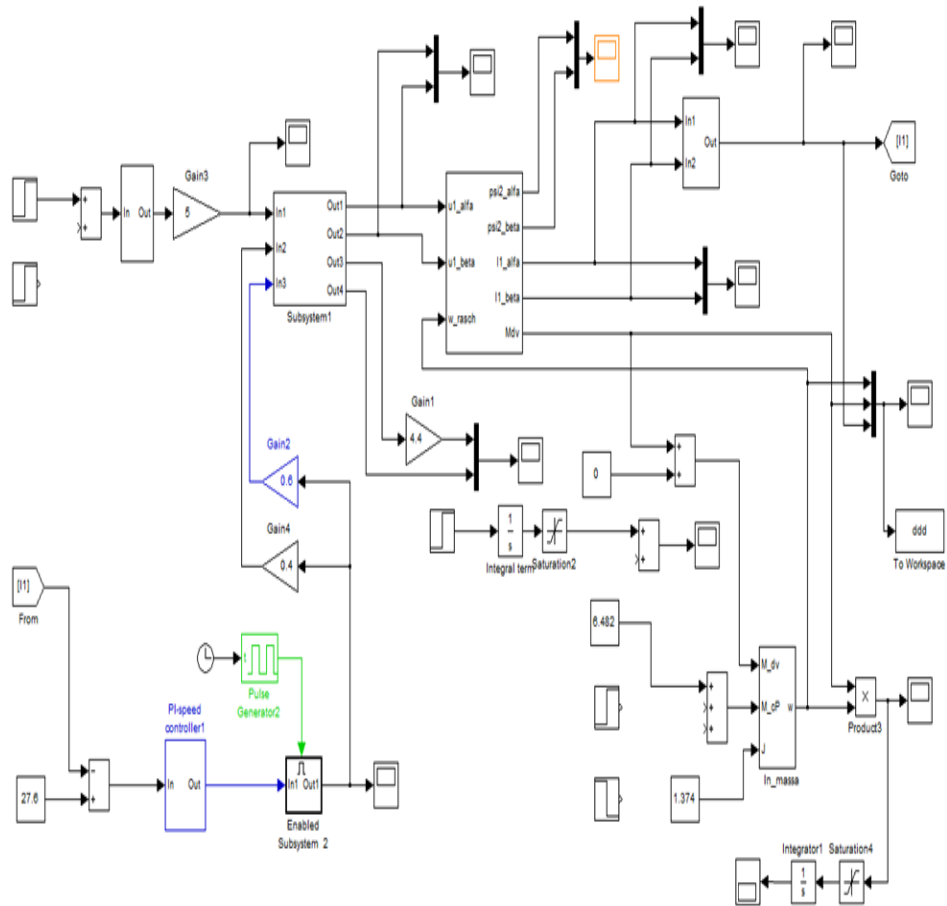 Gain3
5
In Out
+
+
In1
In2
In3
Out1
Out2
Out3
Out4
Subsystem1
u1_alfa
u1_beta
w_rasch
psi2_alfa
psi2_beta
I1_alfa
I1_beta
Mdv
In1
In2
Out
[I1]
Goto
Gain1
4.4
Gain2
0.6
Gain4
0.4
0
+
+
1
s
Integral term
Saturation2
+
+
ddd
To Workspace
[I1]
From
t
Pulse
Generator2
PI-speed
controller1
In Out
27.6
−
+
In1 Out1
Enabled
Subsystem 2
6.482
+
+
+
1.374
M_dv
M_cP
J
w
In_massa
×
Product3
Integrator1
1
s
Saturation4